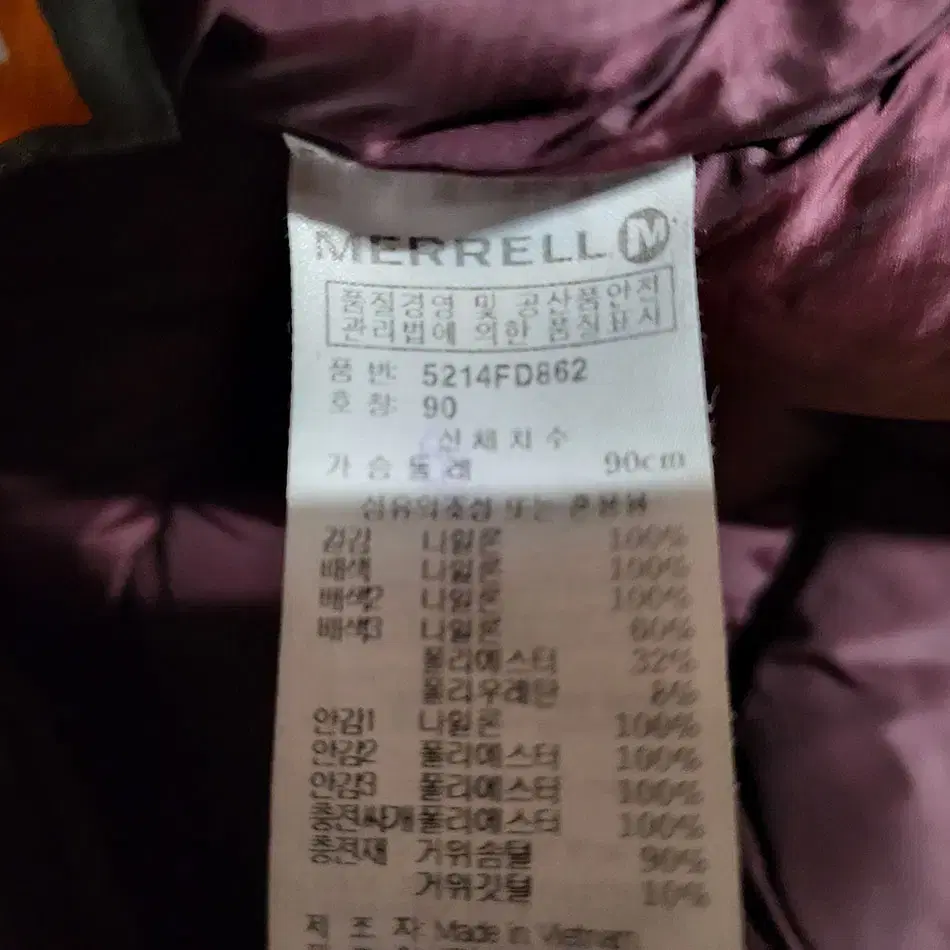 MERRELL M
품질경영 및 공산품안전
관리법에 의한 품질표시
품 번: 5214FD862
호 칭: 90
신 체 치 수
가 슴 둘 레 90cm
섬유의조성 또는 혼용율
겉감 나일론 100%
배색 나일론 100%
배색2 나일론 100%
배색3 나일론 60%
폴리에스터 32%
폴리우레탄 8%
안감1 나일론 100%
안감2 폴리에스터 100%
안감3 폴리에스터 100%
충전싸개 폴리에스터 100%
충전재 거위솜털 90%
거위깃털 10%
제 조 자: Made in Vietnam